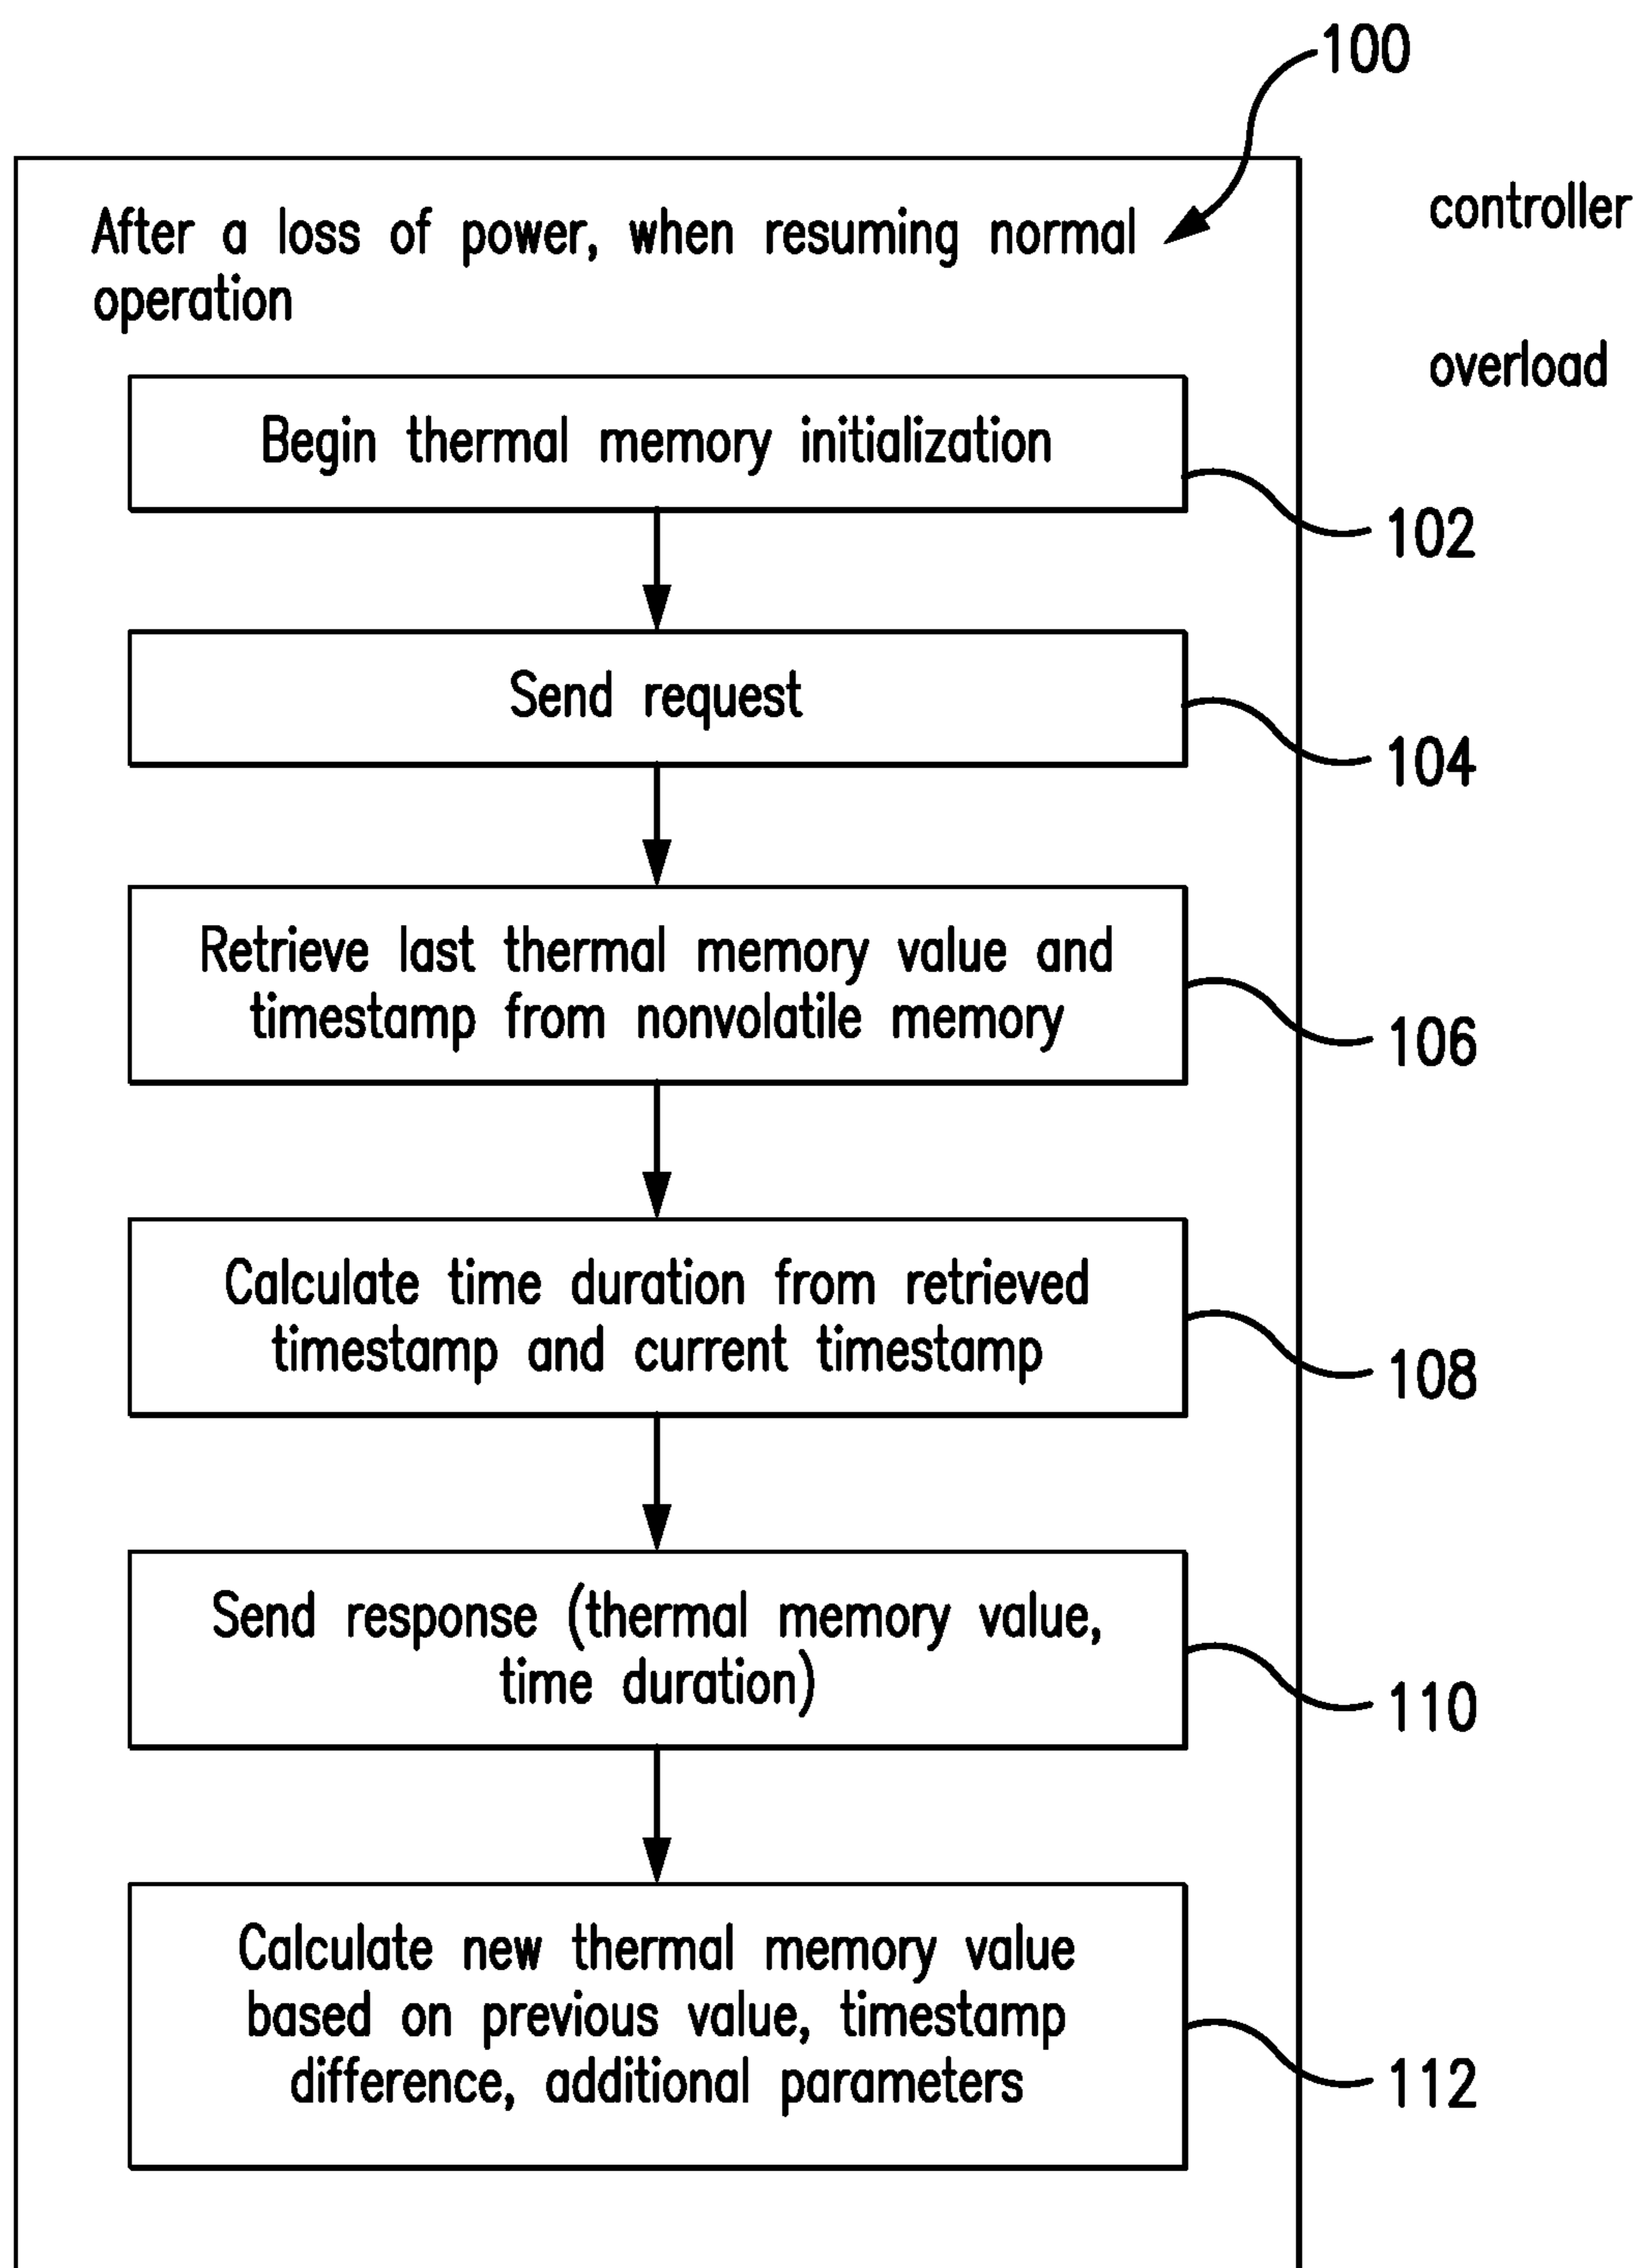 100
controller
After a loss of power, when resuming normal
operation
overload
Begin thermal memory initialization
102
Send request
104
Retrieve last thermal memory value and
timestamp from nonvolatile memory
106
Calculate time duration from retrieved
timestamp and current timestamp
108
Send response (thermal memory value,
time duration)
110
Calculate new thermal memory value
based on previous value, timestamp
difference, additional parameters
112